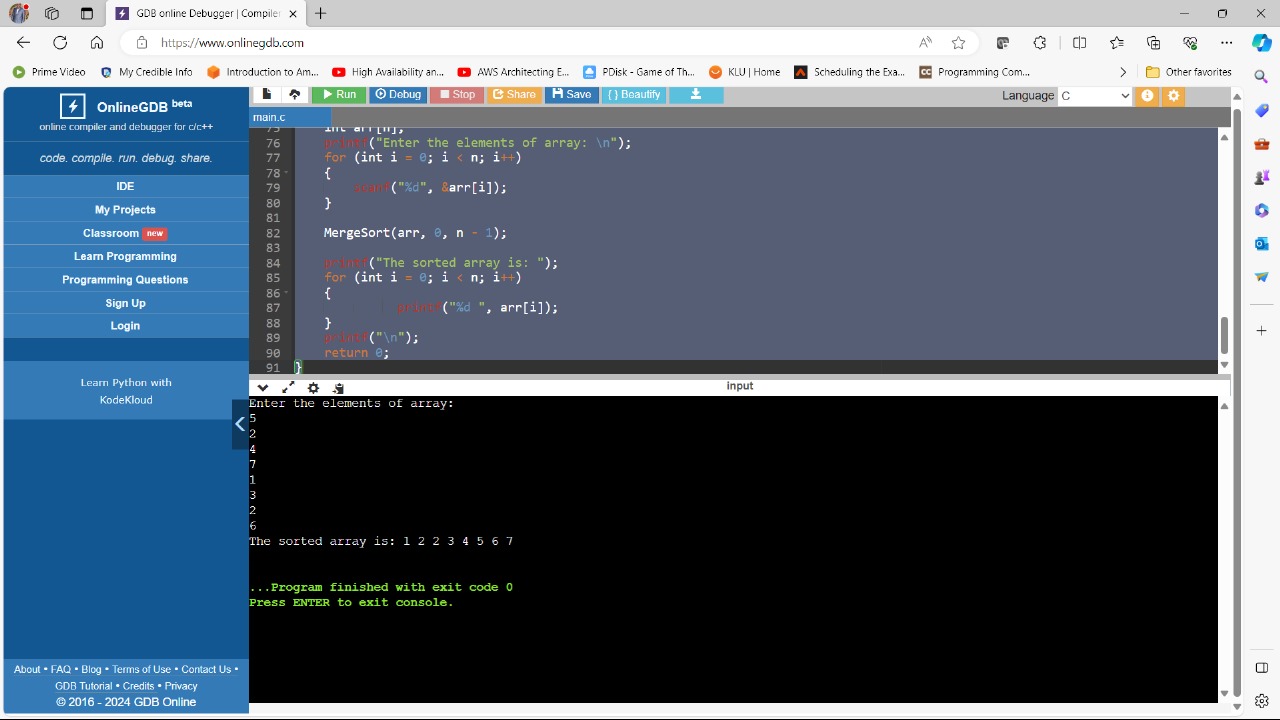 GDB online Debugger | Compiler
https://www.onlinegdb.com
Prime Video
My Credible Info
Introduction to Am...
High Availability an...
AWS Architecting E...
PDisk - Game of Th...
KLU | Home
Scheduling the Exa...
CC Programming Com...
Other favorites
OnlineGDB beta
online compiler and debugger for c/c++
code. compile. run. debug. share.
IDE
My Projects
Classroom new
Learn Programming
Programming Questions
Sign Up
Login
Learn Python with
KodeKloud
About • FAQ • Blog • Terms of Use • Contact Us •
GDB Tutorial • Credits • Privacy
© 2016 - 2024 GDB Online
Run Debug Stop Share Save { } Beautify
Language C
main.c
75 int arr[n];
76 printf("Enter the elements of array: \n");
77 for (int i = 0; i < n; i++)
78 {
79 scanf("%d", &arr[i]);
80 }
81
82 MergeSort(arr, 0, n - 1);
83
84 printf("The sorted array is: ");
85 for (int i = 0; i < n; i++)
86 {
87 printf("%d ", arr[i]);
88 }
89 printf("\n");
90 return 0;
91 }
input
Enter the elements of array:
5
2
4
7
1
3
2
6
The sorted array is: 1 2 2 3 4 5 6 7
...Program finished with exit code 0
Press ENTER to exit console.